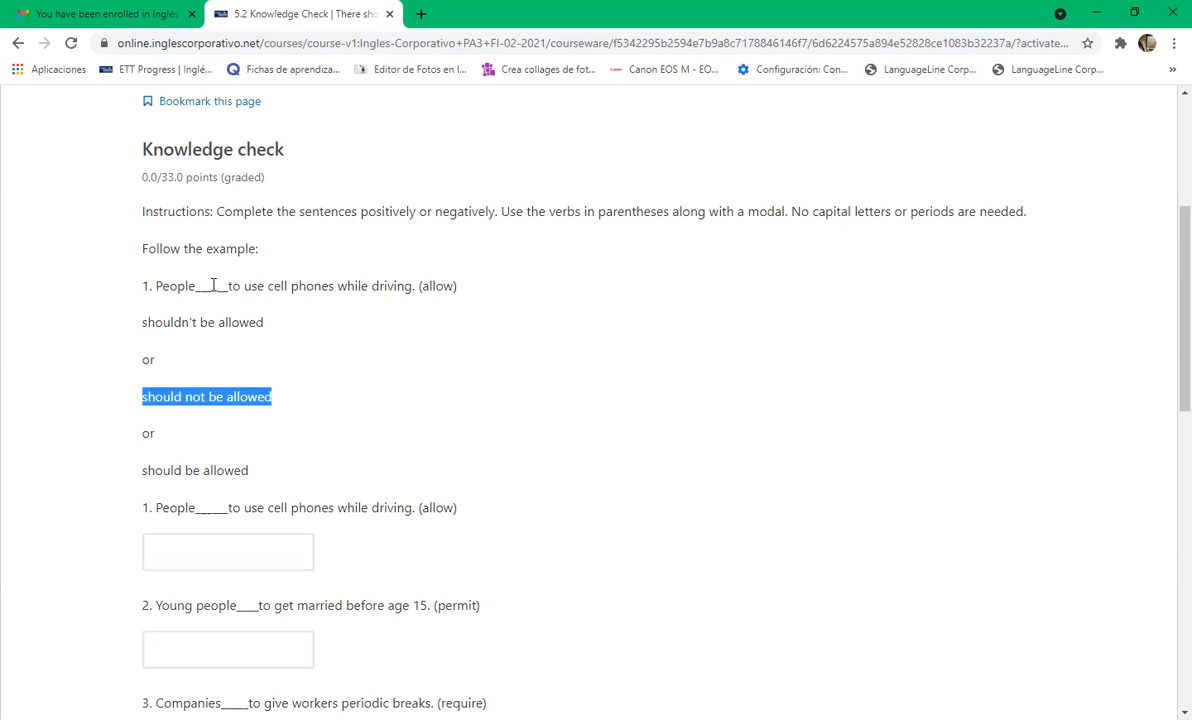 You have been enrolled in Inglés
5.2 Knowledge Check | There sho
online.inglescorporativo.net/courses/course-v1:Ingles-Corporativo+PA3+FI-02-2021/courseware/f5342295b2594e7b9a8c7178846146f7/6d6224575a894e52828ce1083b32237a/?activate...
Aplicaciones
ETT Progress | Inglé...
Fichas de aprendiza...
Editor de Fotos en l...
Crea collages de fot...
Canon EOS M - EO...
Configuración: Con...
LanguageLine Corp...
LanguageLine Corp...
»
Bookmark this page
Knowledge check
0.0/33.0 points (graded)
Instructions: Complete the sentences positively or negatively. Use the verbs in parentheses along with a modal. No capital letters or periods are needed.
Follow the example:
1. People______to use cell phones while driving. (allow)
shouldn't be allowed
or
should not be allowed
or
should be allowed
1. People______to use cell phones while driving. (allow)
2. Young people____to get married before age 15. (permit)
3. Companies_____to give workers periodic breaks. (require)